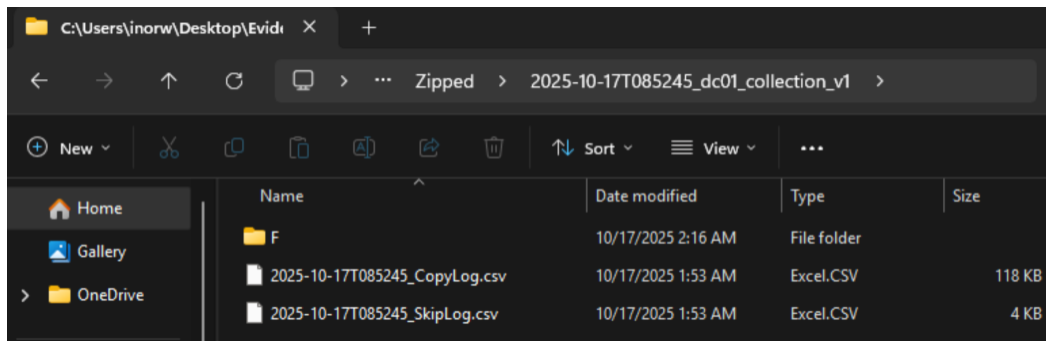 C:\Users\inorw\Desktop\Evid
Zipped > 2025-10-17T085245_dc01_collection_v1 >
New Sort View
Home
Gallery
OneDrive
Name Date modified Type Size
F 10/17/2025 2:16 AM File folder
2025-10-17T085245_CopyLog.csv 10/17/2025 1:53 AM Excel.CSV 118 KB
2025-10-17T085245_SkipLog.csv 10/17/2025 1:53 AM Excel.CSV 4 KB